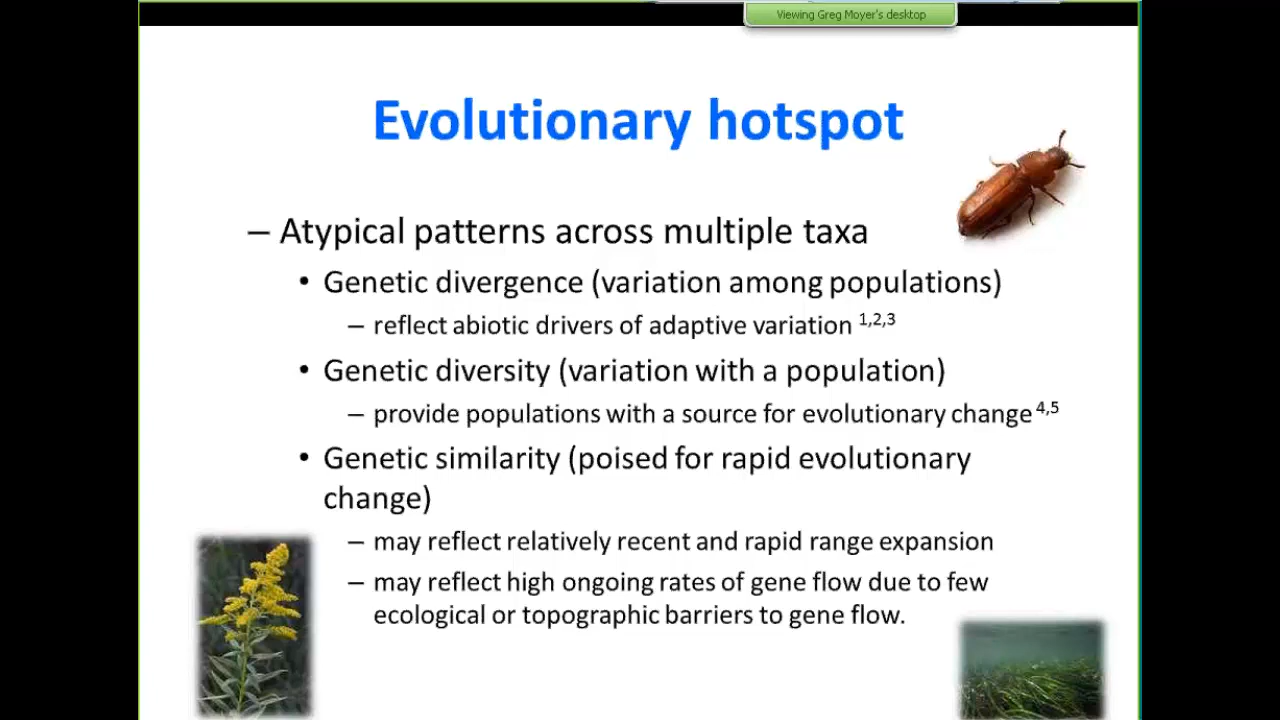 Viewing Greg Moyer's desktop
Evolutionary hotspot
– Atypical patterns across multiple taxa
• Genetic divergence (variation among populations)
– reflect abiotic drivers of adaptive variation 1,2,3
• Genetic diversity (variation with a population)
– provide populations with a source for evolutionary change 4,5
• Genetic similarity (poised for rapid evolutionary
change)
– may reflect relatively recent and rapid range expansion
– may reflect high ongoing rates of gene flow due to few
ecological or topographic barriers to gene flow.